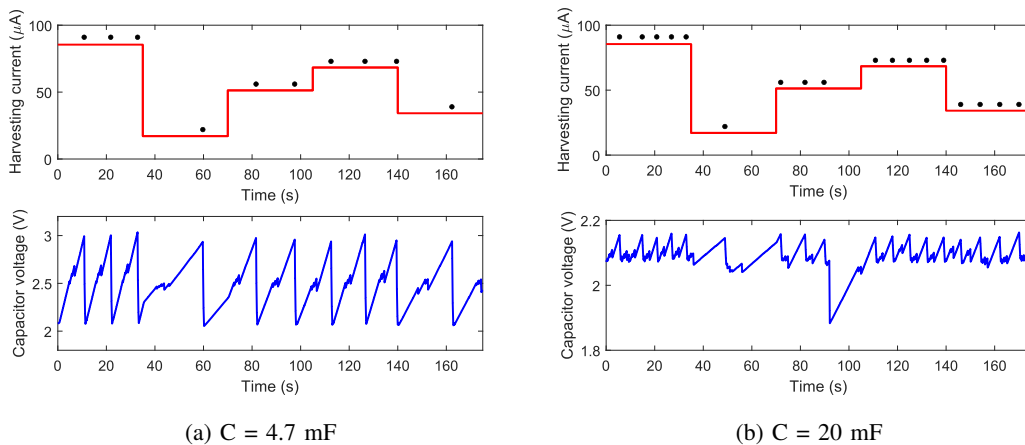 Harvesting current (μA)
100
50
0
0 20 40 60 80 100 120 140 160
Time (s)
Capacitor voltage (V)
3
2.5
2
0 20 40 60 80 100 120 140 160
Time (s)
(a) C = 4.7 mF
Harvesting current (μA)
100
50
0
0 20 40 60 80 100 120 140 160
Time (s)
Capacitor voltage (V)
2.2
2
1.8
0 20 40 60 80 100 120 140 160
Time (s)
(b) C = 20 mF